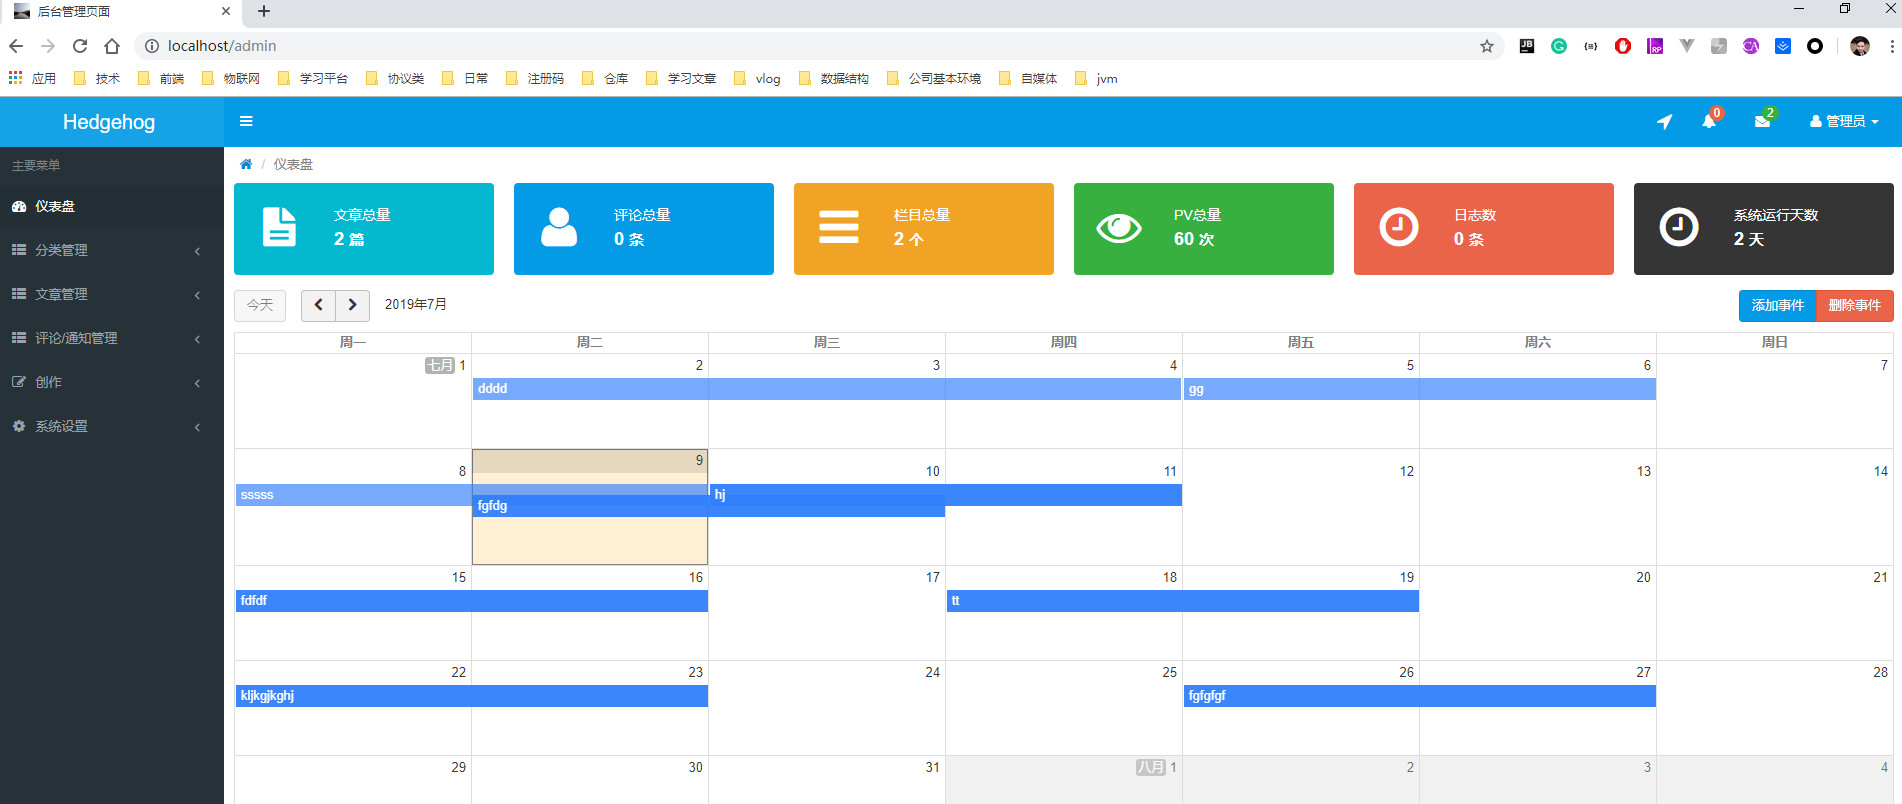 后台管理页面
localhost/admin
应用 技术 前端 物联网 学习平台 协议类 日常 注册码 仓库 学习文章 vlog 数据结构 公司基本环境 自媒体 jvm
Hedgehog
0 2 管理员
主要菜单
仪表盘
分类管理
文章管理
评论/通知管理
创作
系统设置
/ 仪表盘
文章总量
2 篇
评论总量
0 条
栏目总量
2 个
PV总量
60 次
日志数
0 条
系统运行天数
2 天
今天 2019年7月 添加事件 删除事件
周一 周二 周三 周四 周五 周六 周日
七月 1 2 3 4 5 6 7
dddd gg
8 9 10 11 12 13 14
sssss hj
fgfdg
15 16 17 18 19 20 21
fdfdf tt
22 23 24 25 26 27 28
kljkgjkghj fgfgfgf
29 30 31 八月 1 2 3 4